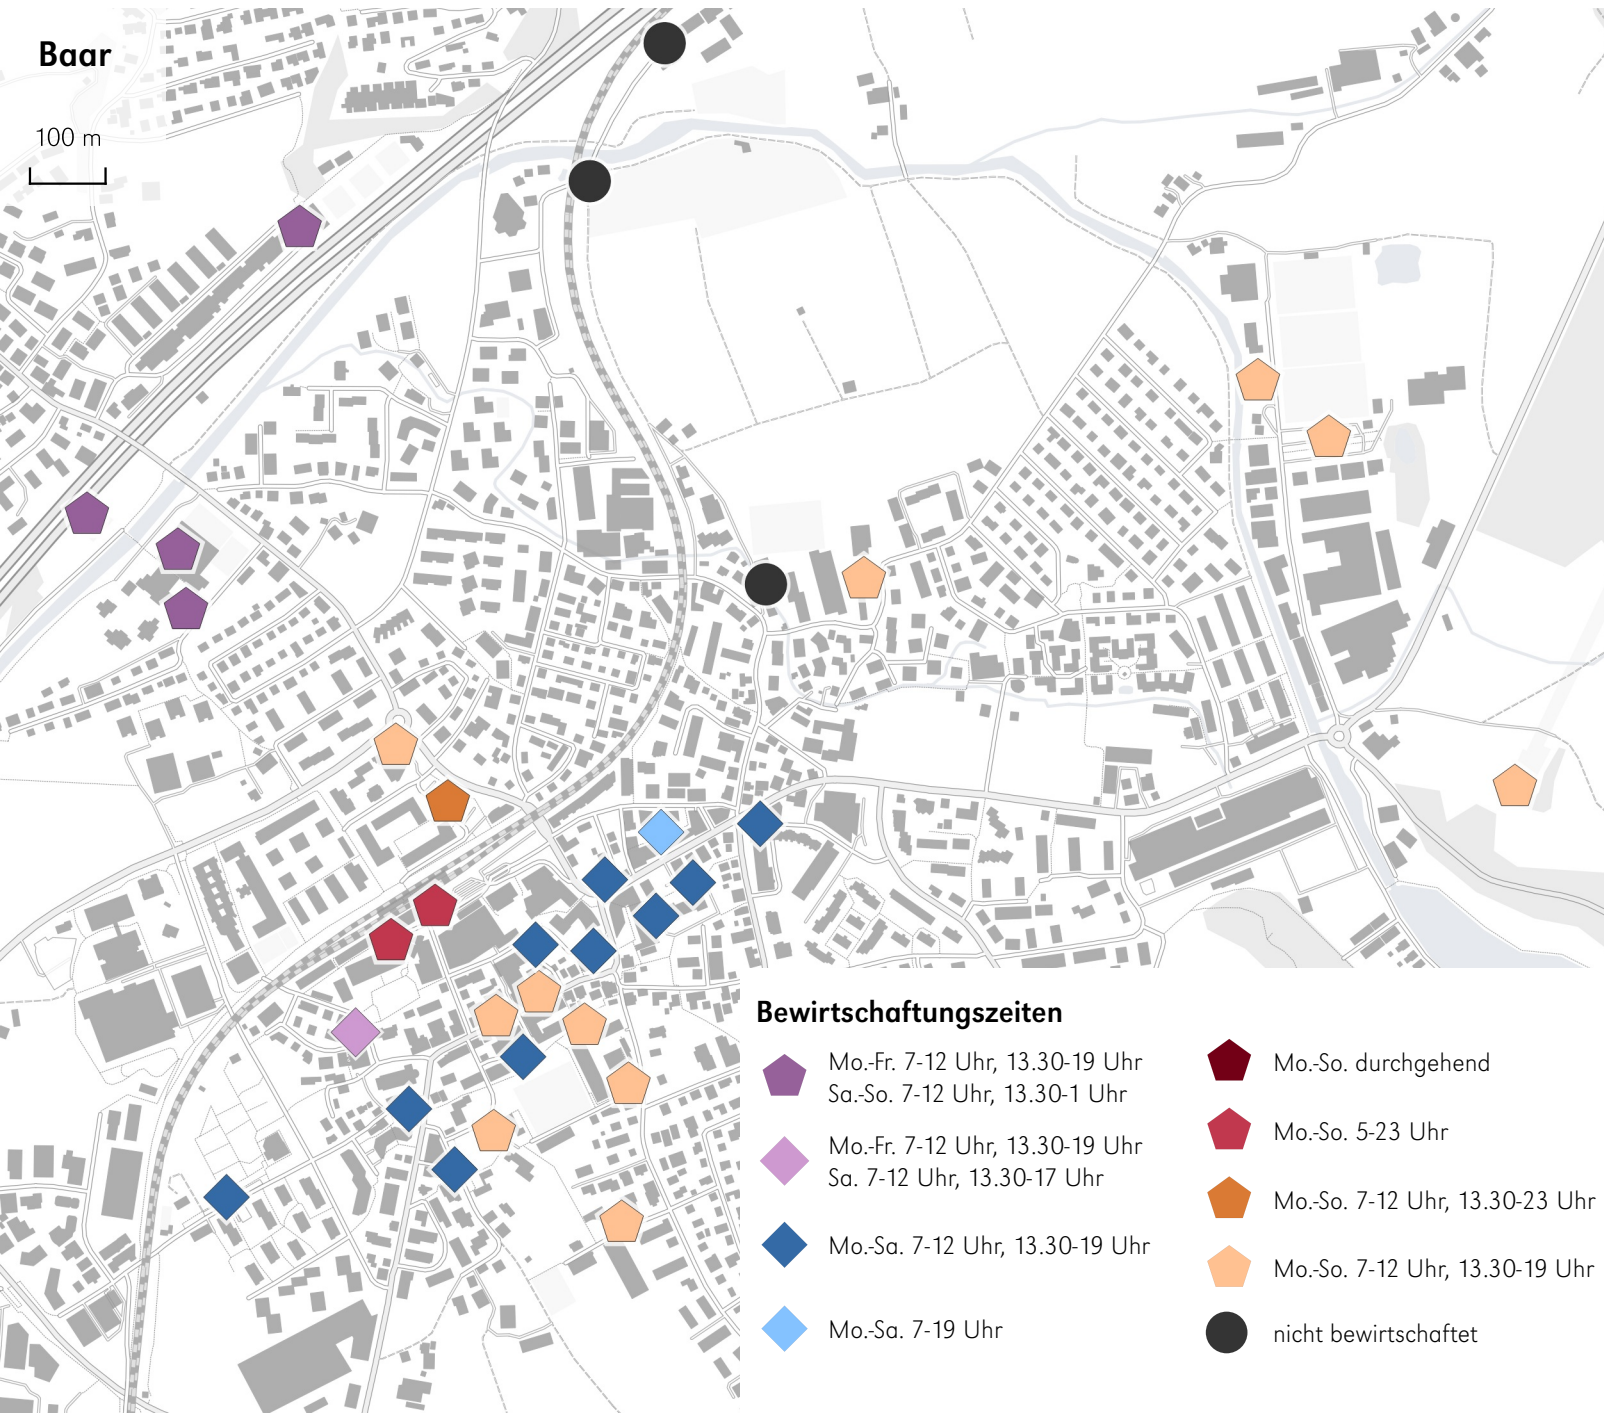 Baar
100 m
Bewirtschaftungszeiten
Mo.-Fr. 7-12 Uhr, 13.30-19 Uhr
Sa.-So. 7-12 Uhr, 13.30-1 Uhr
Mo.-Fr. 7-12 Uhr, 13.30-19 Uhr
Sa. 7-12 Uhr, 13.30-17 Uhr
Mo.-Sa. 7-12 Uhr, 13.30-19 Uhr
Mo.-Sa. 7-19 Uhr
Mo.-So. durchgehend
Mo.-So. 5-23 Uhr
Mo.-So. 7-12 Uhr, 13.30-23 Uhr
Mo.-So. 7-12 Uhr, 13.30-19 Uhr
nicht bewirtschaftet